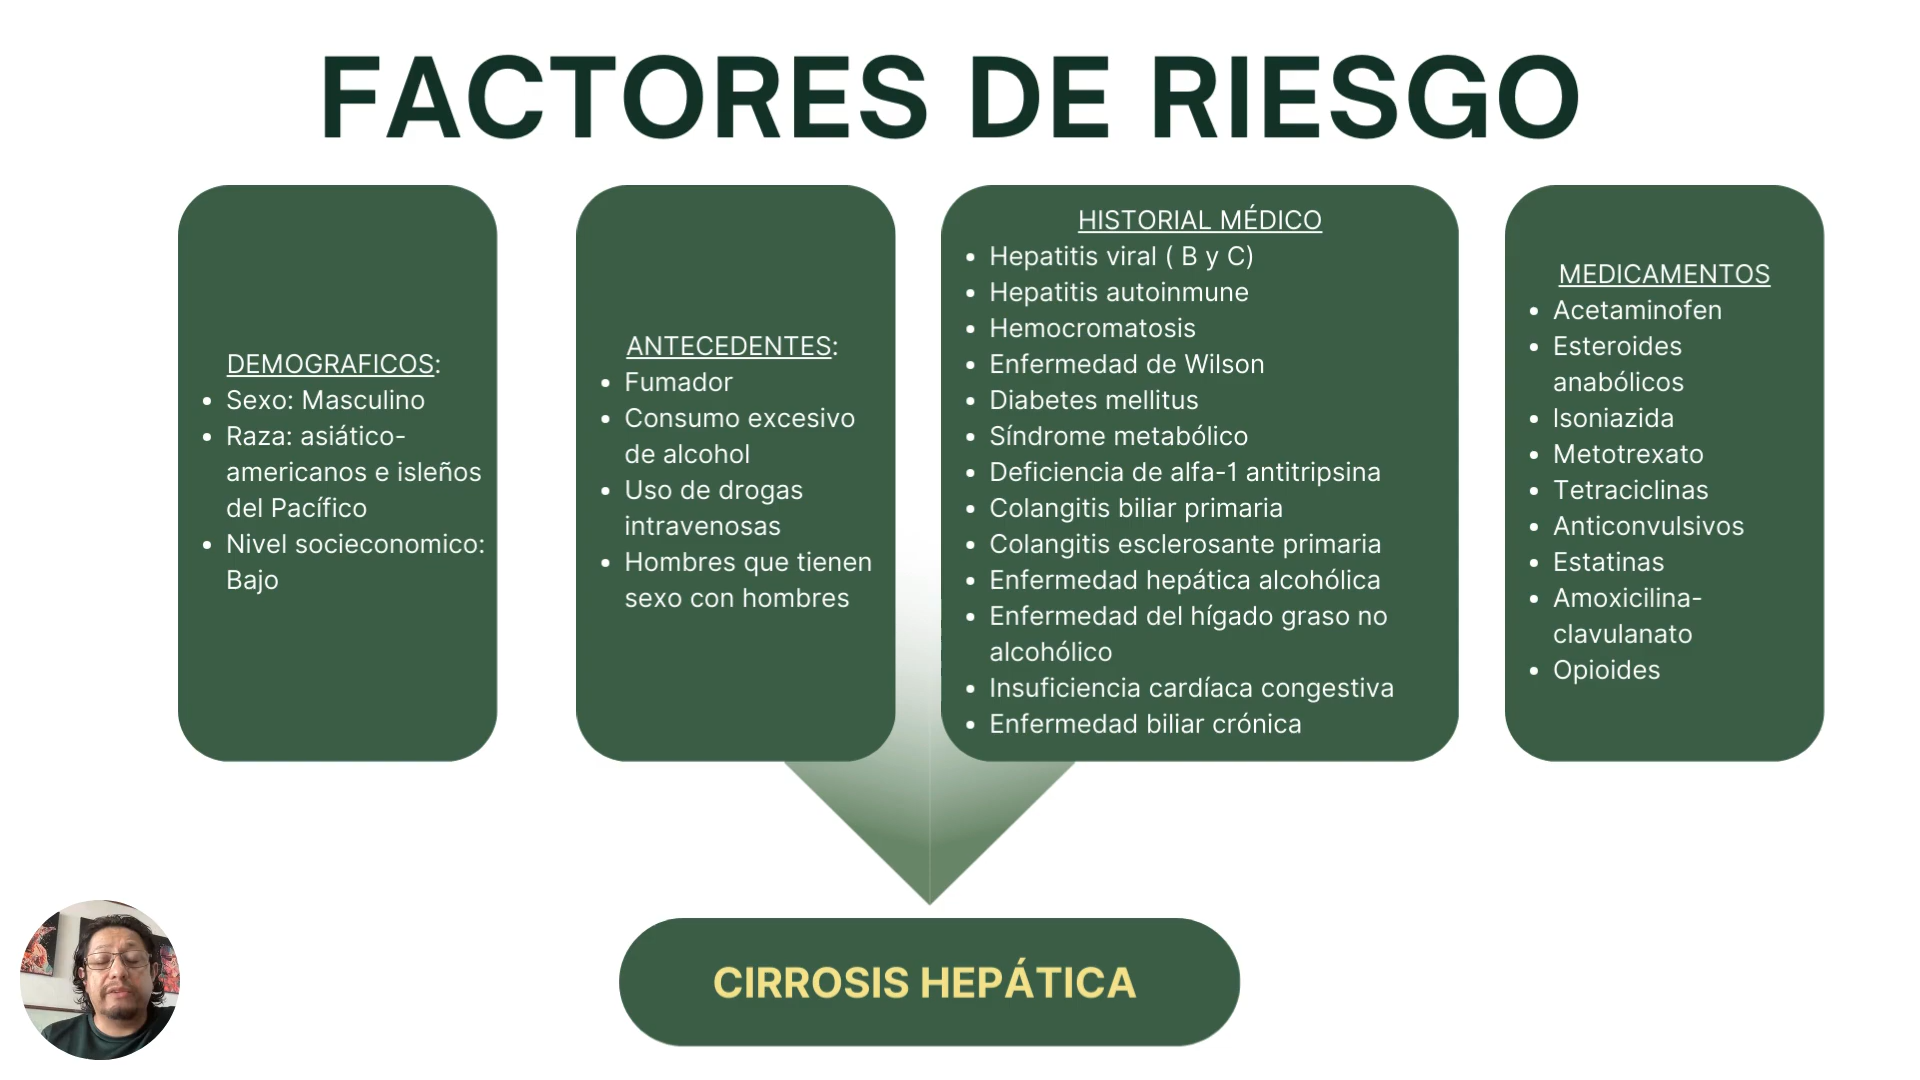 FACTORES DE RIESGO
DEMOGRAFICOS:
• Sexo: Masculino
• Raza: asiático-
americanos e isleños
del Pacífico
• Nivel socieconomico:
Bajo
ANTECEDENTES:
• Fumador
• Consumo excesivo
de alcohol
• Uso de drogas
intravenosas
• Hombres que tienen
sexo con hombres
HISTORIAL MÉDICO
• Hepatitis viral ( B y C)
• Hepatitis autoinmune
• Hemocromatosis
• Enfermedad de Wilson
• Diabetes mellitus
• Síndrome metabólico
• Deficiencia de alfa-1 antitripsina
• Colangitis biliar primaria
• Colangitis esclerosante primaria
• Enfermedad hepática alcohólica
• Enfermedad del hígado graso no
alcohólico
• Insuficiencia cardíaca congestiva
• Enfermedad biliar crónica
MEDICAMENTOS
• Acetaminofen
• Esteroides
anabólicos
• Isoniazida
• Metotrexato
• Tetraciclinas
• Anticonvulsivos
• Estatinas
• Amoxicilina-
clavulanato
• Opioides
CIRROSIS HEPÁTICA